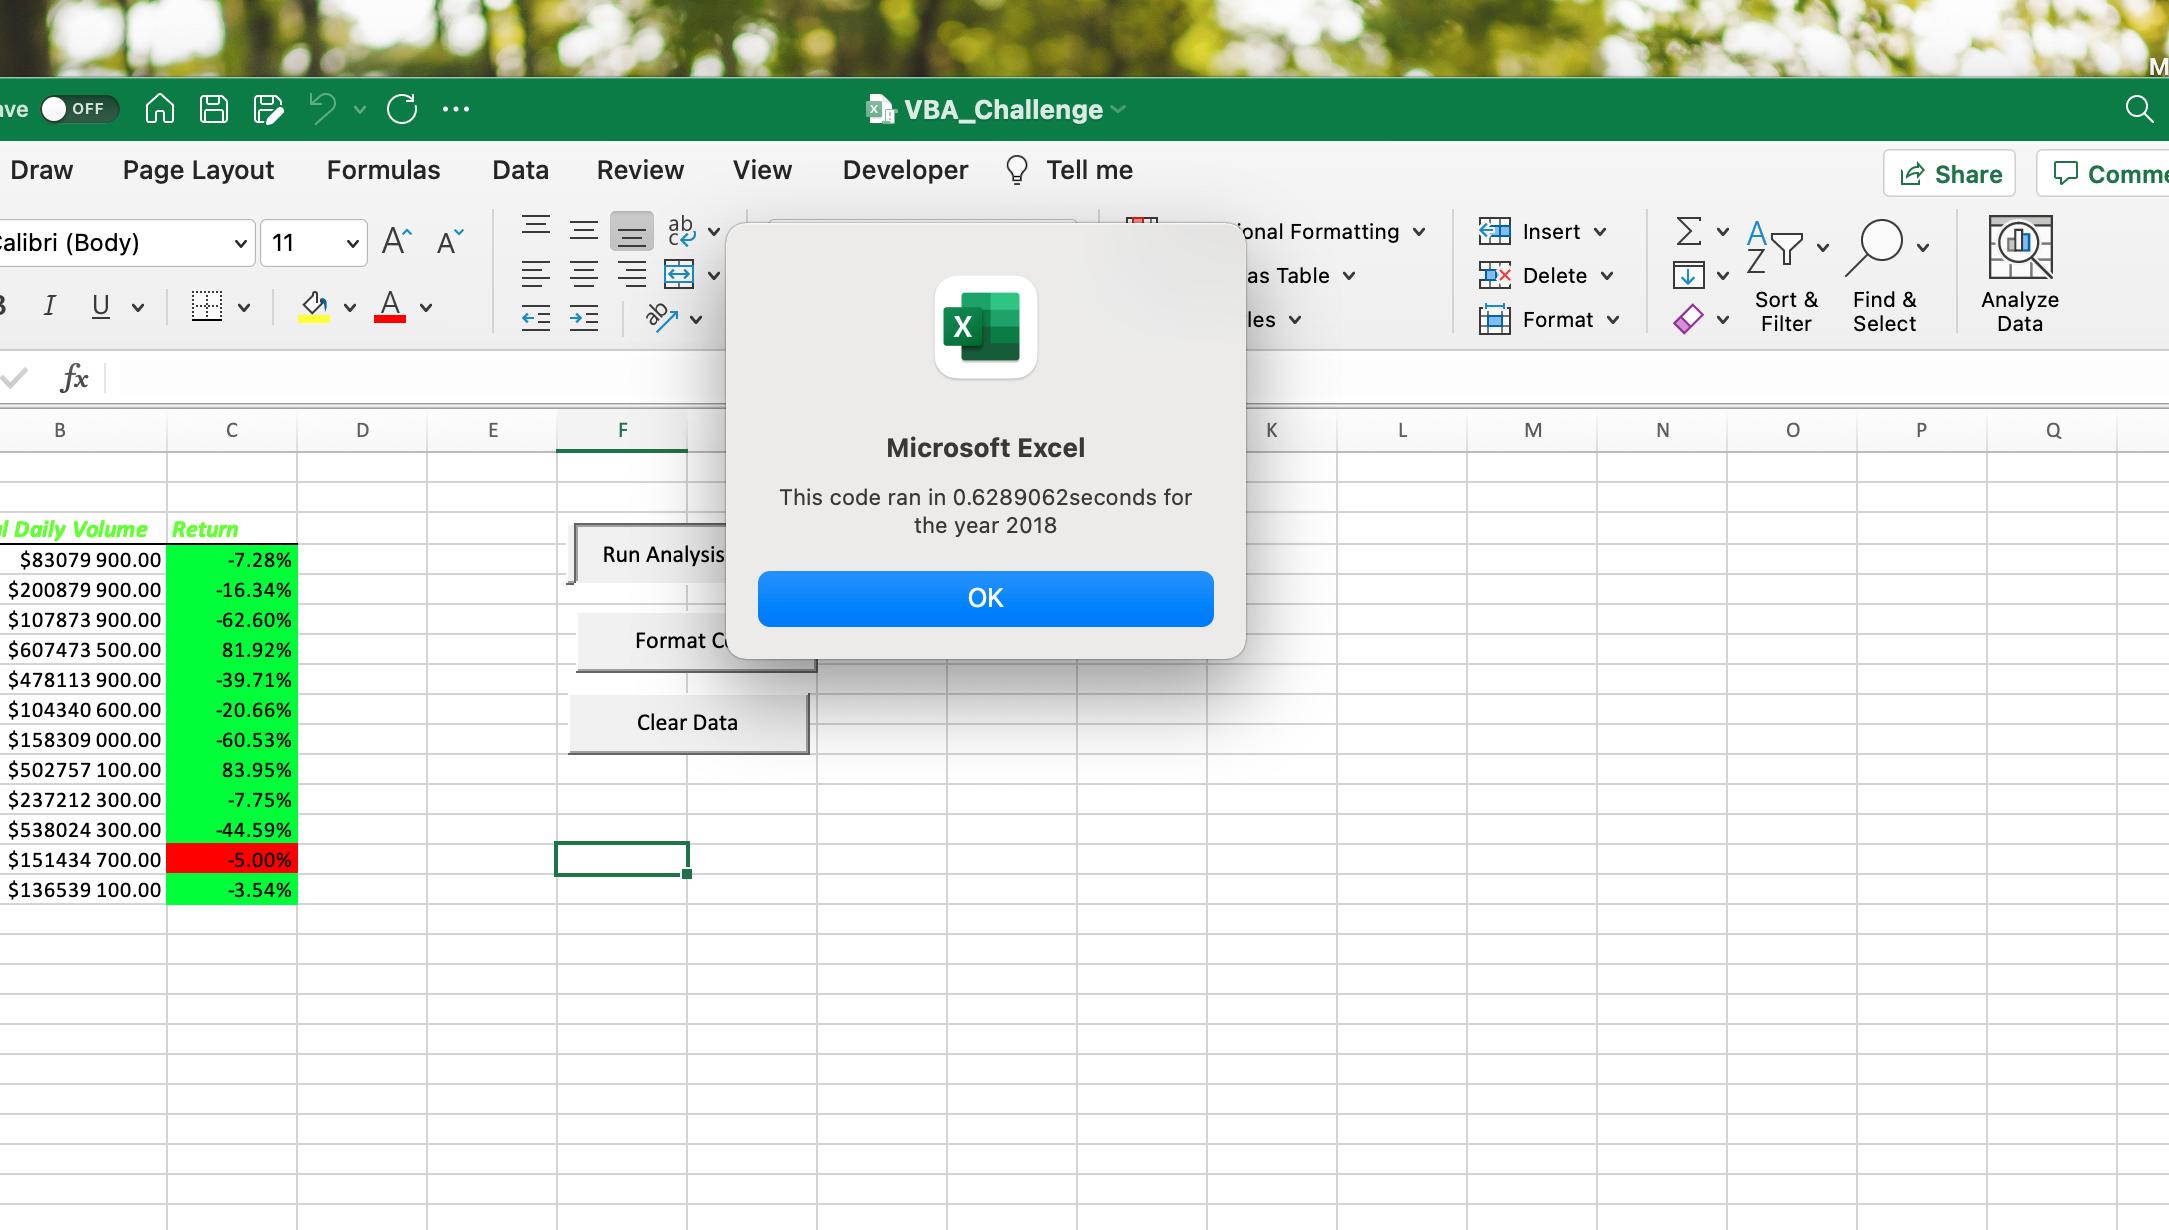 M
ve OFF VBA_Challenge
Draw Page Layout Formulas Data Review View Developer Tell me Share Comme
Calibri (Body) 11 A A ab c onal Formatting Insert
as Table Delete
les Format
I U A ab Sort & Filter Find & Select Analyze Data
fx
B C D E F K L M N O P Q
l Daily Volume Return
$83079 900.00 -7.28%
$200879 900.00 -16.34%
$107873 900.00 -62.60%
$607473 500.00 81.92%
$478113 900.00 -39.71%
$104340 600.00 -20.66%
$158309 000.00 -60.53%
$502757 100.00 83.95%
$237212 300.00 -7.75%
$538024 300.00 -44.59%
$151434 700.00 -5.00%
$136539 100.00 -3.54%
Run Analysis
Format C
Clear Data
Microsoft Excel
This code ran in 0.6289062seconds for
the year 2018
OK